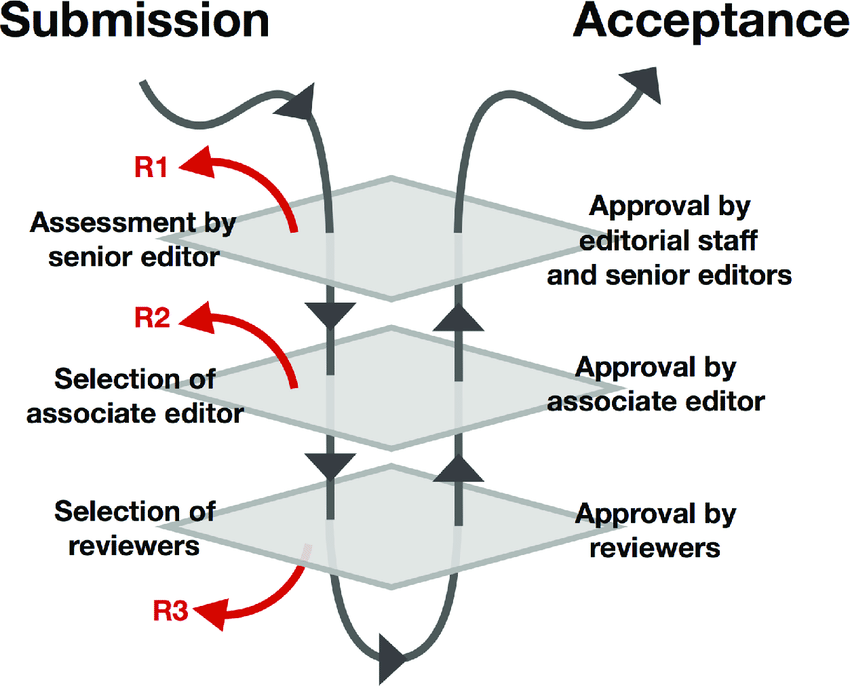 Submission
Acceptance
R1
Assessment by
senior editor
Approval by
editorial staff
and senior editors
R2
Selection of
associate editor
Approval by
associate editor
Selection of
reviewers
Approval by
reviewers
R3